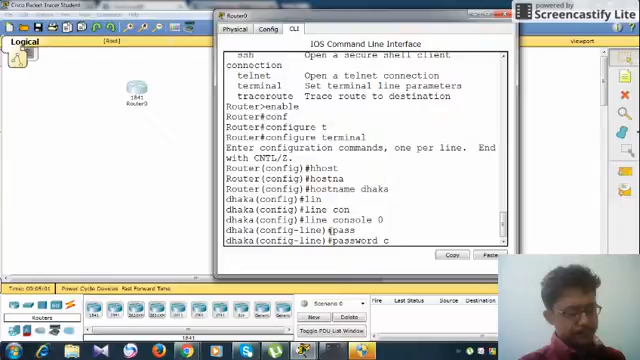 Cisco Packet Tracer Student
Router0
powered by
Screencastify Lite
Logical
[Root]
viewport
Physical
Config
CLI
IOS Command Line Interface
ssh Open a secure shell client
connection
telnet Open a telnet connection
terminal Set terminal line parameters
traceroute Trace route to destination
Router>enable
Router#conf
Router#configure t
Router#configure terminal
Enter configuration commands, one per line. End
with CNTL/Z.
Router(config)#hhost
Router(config)#hostna
Router(config)#hostname dhaka
dhaka(config)#lin
dhaka(config)#line con
dhaka(config)#line console 0
dhaka(config-line)#pass
dhaka(config-line)#password c
Copy
Paste
1841
Router0
Time: 00:05:01
Power Cycle Devices
Fast Forward Time
Routers
1841
Scenario 0
New
Delete
Toggle PDU List Window
Fire
Last Status
Source
Destination